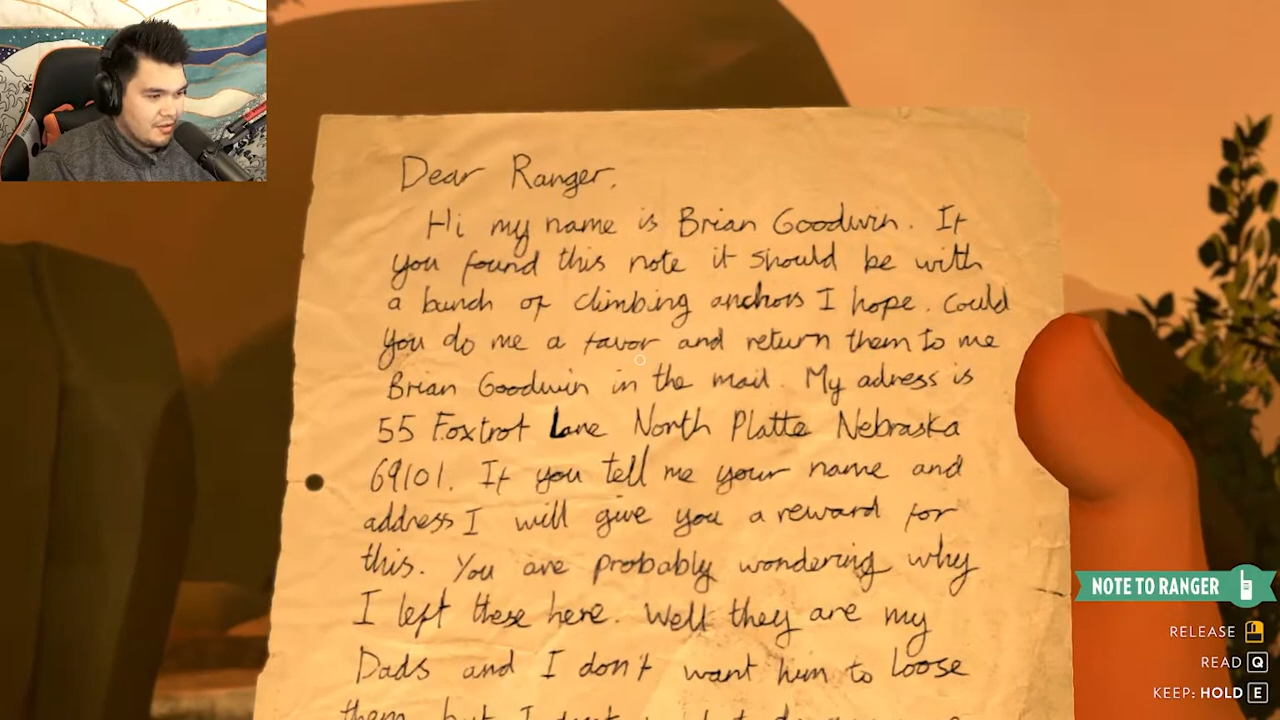 Dear Ranger,
Hi my name is Brian Goodwin. If
you found this note it should be with
a bunch of climbing anchors I hope. Could
you do me a favor and return them to me
Brian Goodwin in the mail. My adress is
55 Foxtrot Lane North Platte Nebraska
69101. If you tell me your name and
address I will give you a reward for
this. You are probably wondering why
I left these here. Well they are my
Dads and I don't want him to loose
them but I
NOTE TO RANGER
RELEASE
READ Q
KEEP: HOLD E